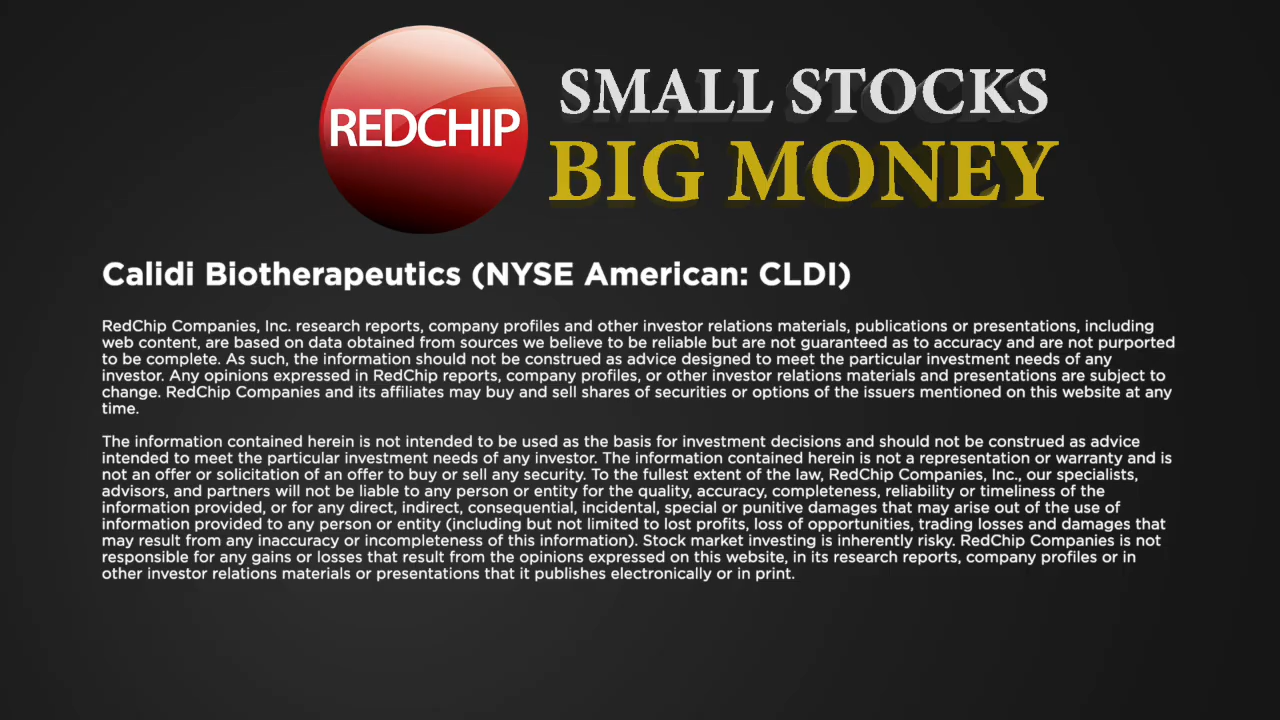 REDCHIP
SMALL STOCKS
BIG MONEY
Calidi Biotherapeutics (NYSE American: CLDI)
RedChip Companies, Inc. research reports, company profiles and other investor relations materials, publications or presentations, including
web content, are based on data obtained from sources we believe to be reliable but are not guaranteed as to accuracy and are not purported
to be complete. As such, the information should not be construed as advice designed to meet the particular investment needs of any
investor. Any opinions expressed in RedChip reports, company profiles, or other investor relations materials and presentations are subject to
change. RedChip Companies and its affiliates may buy and sell shares of securities or options of the issuers mentioned on this website at any
time.
The information contained herein is not intended to be used as the basis for investment decisions and should not be construed as advice
intended to meet the particular investment needs of any investor. The information contained herein is not a representation or warranty and is
not an offer or solicitation of an offer to buy or sell any security. To the fullest extent of the law, RedChip Companies, Inc., our specialists,
advisors, and partners will not be liable to any person or entity for the quality, accuracy, completeness, reliability or timeliness of the
information provided, or for any direct, indirect, consequential, incidental, special or punitive damages that may arise out of the use of
information provided to any person or entity (including but not limited to lost profits, loss of opportunities, trading losses and damages that
may result from any inaccuracy or incompleteness of this information). Stock market investing is inherently risky. RedChip Companies is not
responsible for any gains or losses that result from the opinions expressed on this website, in its research reports, company profiles or in
other investor relations materials or presentations that it publishes electronically or in print.